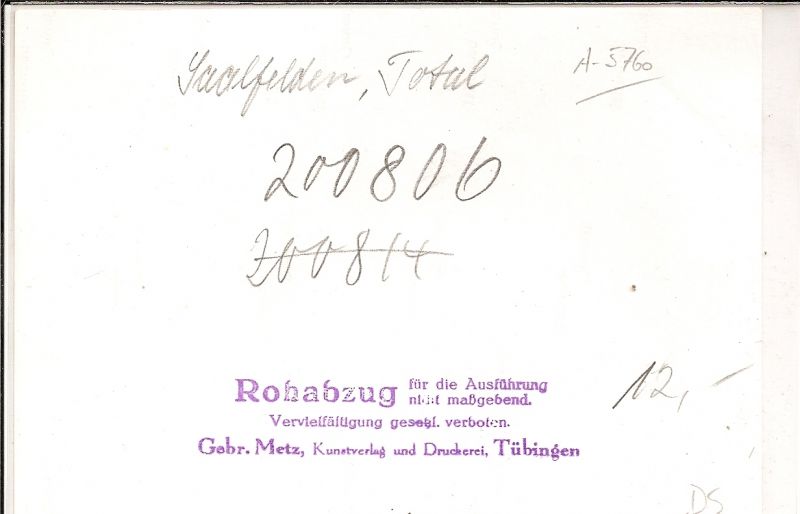 Saalfelden, Total
A-5760
200806
200814
Rohabzug für die Ausführung
nicht maßgebend.
Vervielfältigung gesetzl. verboten.
Gebr. Metz, Kunstverlag und Druckerei, Tübingen
12,-
DS